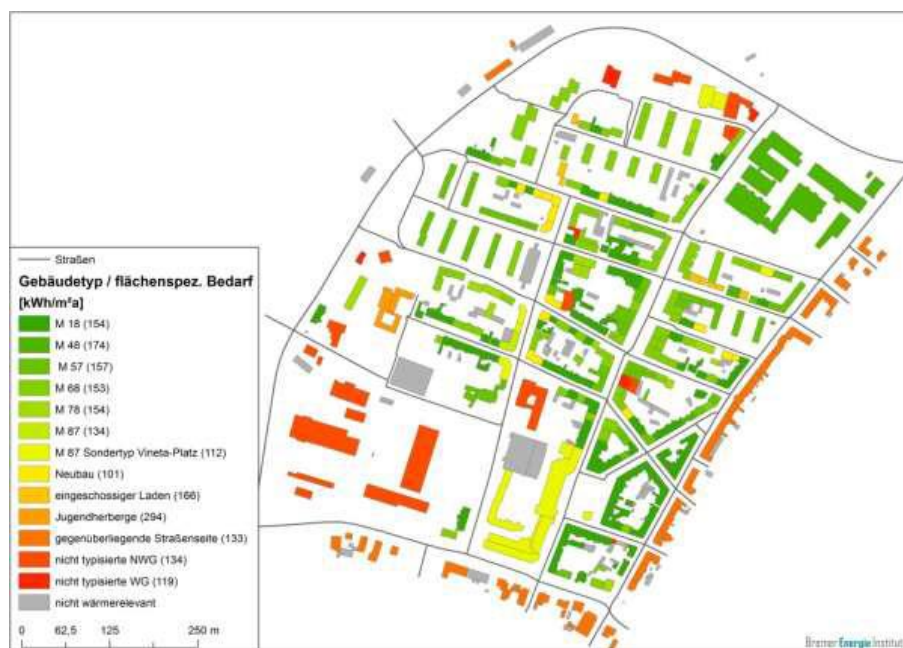 Straßen
Gebäudetyp / flächenspez. Bedarf
[kWh/m²a]
M 18 (154)
M 48 (174)
M 57 (157)
M 68 (153)
M 78 (154)
M 87 (134)
M 87 Sondertyp Vineta-Platz (112)
Neubau (101)
eingeschossiger Laden (166)
Jugendherberge (294)
gegenüberliegende Straßenseite (133)
nicht typisierte NWG (134)
nicht typisierte WG (119)
nicht wärmerelevant
0 62,5 125 250 m
Bremer Energie Institut